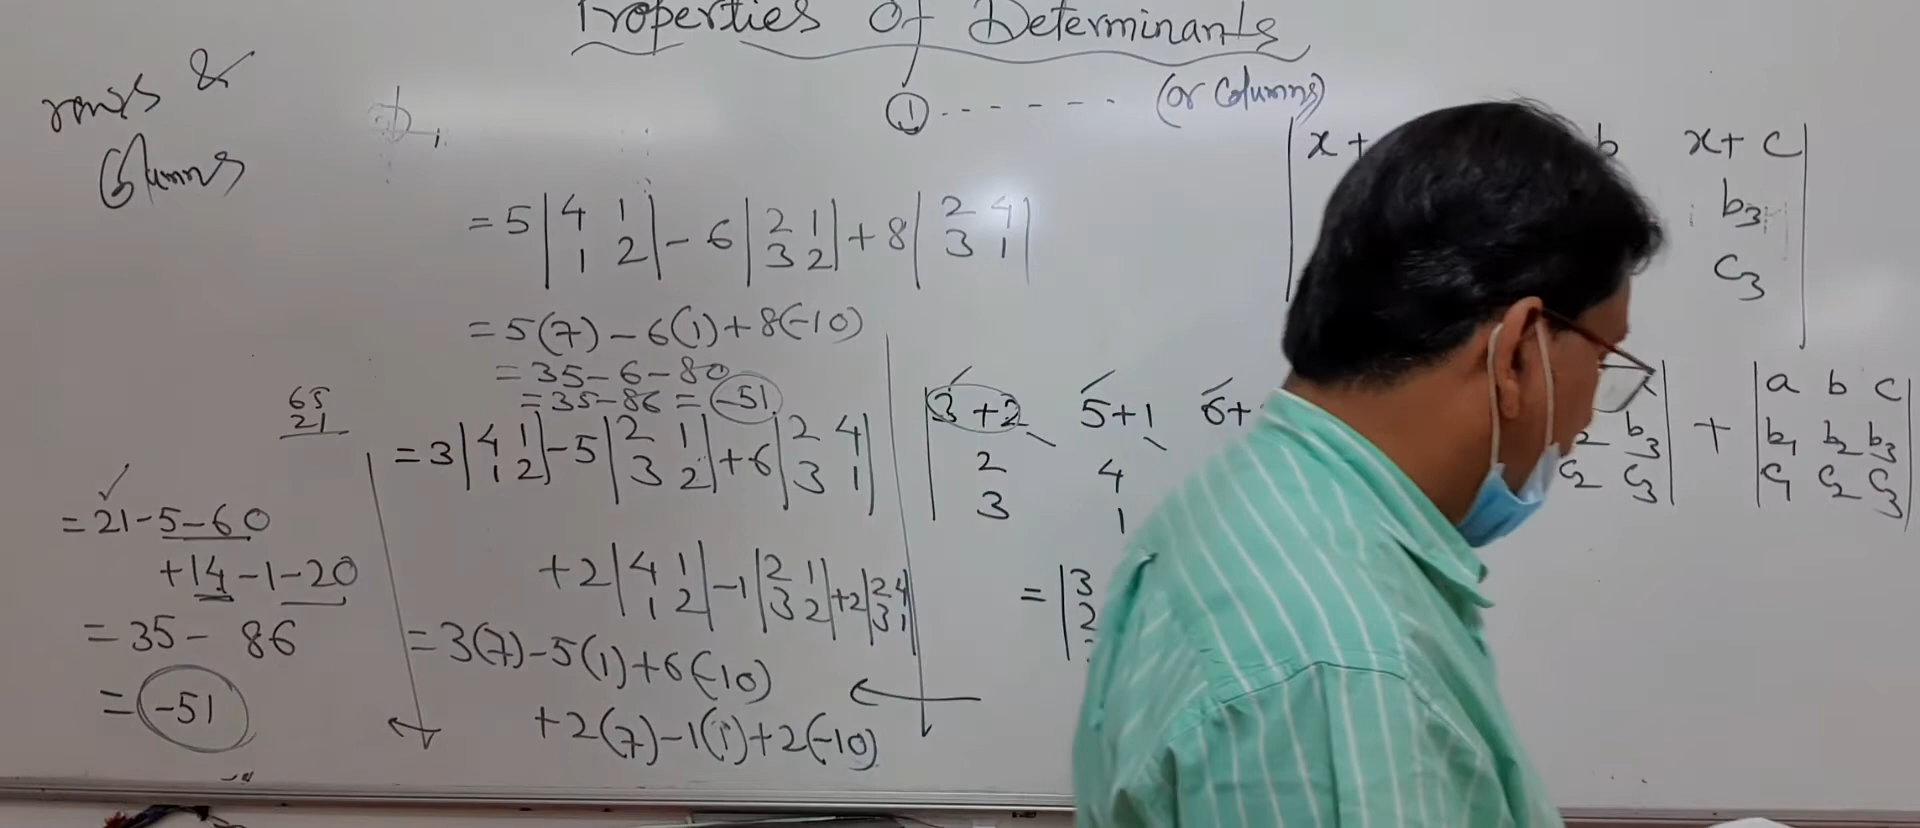 Properties Of Determinants
rows &
Columns
① - - - - - - (or Columns)
x+ b x+c
b₃
c₃
= 5 |4 1| - 6 |2 1| + 8 |2 4|
|1 2| |3 2| |3 1|
= 5(7) - 6(1) + 8(-10)
= 35 - 6 - 80
= 35 - 86 = -51
65
21
= 3 |4 1| - 5 |2 1| + 6 |2 4|
|1 2| |3 2| |3 1|
+ 2 |4 1| - 1 |2 1| + 2 |2 4|
|1 2| |3 2| |3 1|
= 3(7) - 5(1) + 6(-10)
+ 2(7) - 1(1) + 2(-10)
= 21 - 5 - 60
+ 14 - 1 - 20
= 35 - 86
= -51
3+2 5+1 6+
2 4
3 1
= |3
2
b₃
c₂ c₃
+ |a b c|
|b₁ b₂ b₃|
|c₁ c₂ c₃|